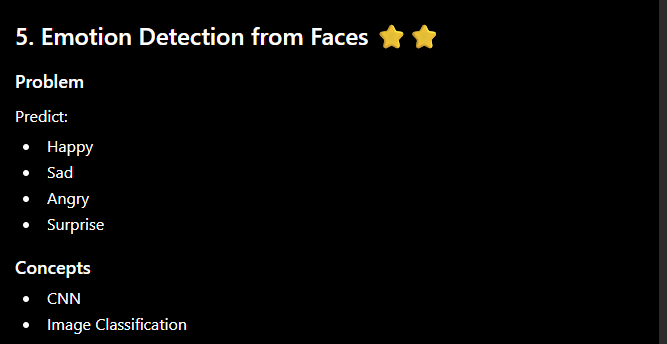 5. Emotion Detection from Faces ⭐⭐
Problem
Predict:
• Happy
• Sad
• Angry
• Surprise
Concepts
• CNN
• Image Classification